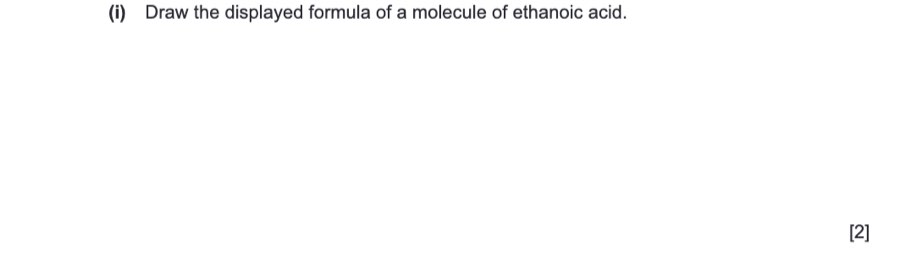 (i) Draw the displayed formula of a molecule of ethanoic acid.
[2]